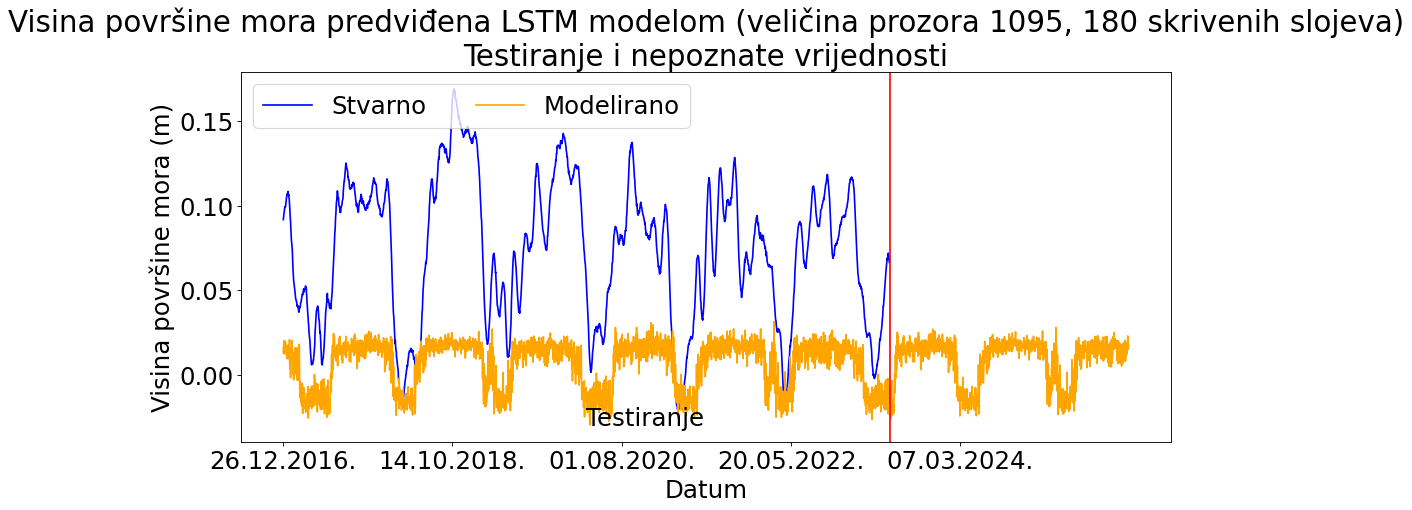 Visina površine mora predviđena LSTM modelom (veličina prozora 1095, 180 skrivenih slojeva)
Testiranje i nepoznate vrijednosti
Stvarno Modelirano
Visina površine mora (m)
0.15
0.10
0.05
0.00
Testiranje
26.12.2016. 14.10.2018. 01.08.2020. 20.05.2022. 07.03.2024.
Datum